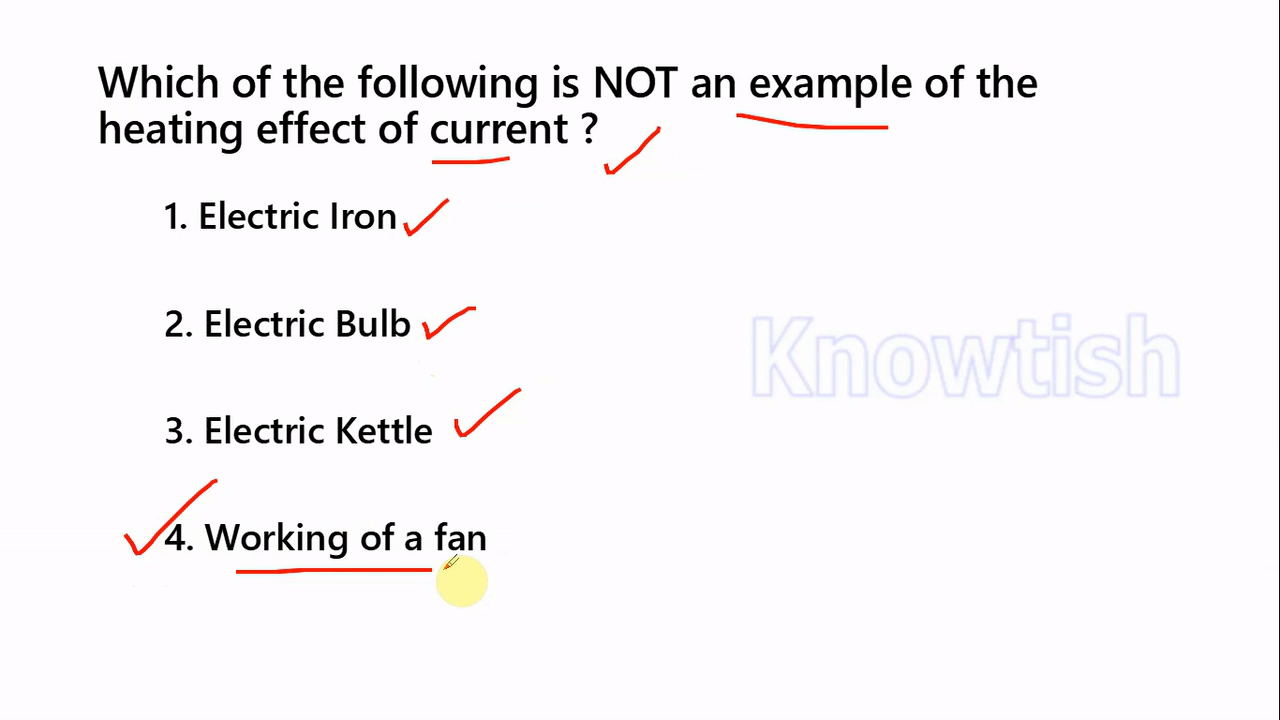 Which of the following is NOT an example of the
heating effect of current ?
1. Electric Iron
2. Electric Bulb
Knowtish
3. Electric Kettle
4. Working of a fan